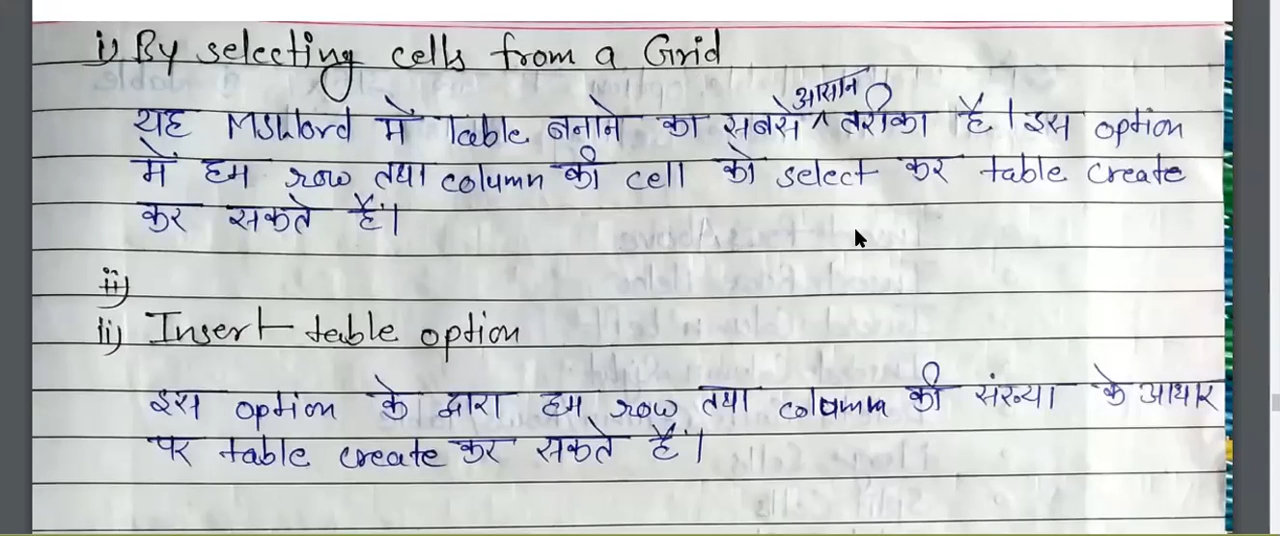 i) By selecting cells from a Grid
यह MSWord में table बनाने का सबसे आसान तरीका है। इस option
में हम row तथा column की cell को select कर table create
कर सकते हैं।
ii)
ii) Insert table option
इस option के द्वारा हम row तथा column की संख्या के आधार
पर table create कर सकते हैं।